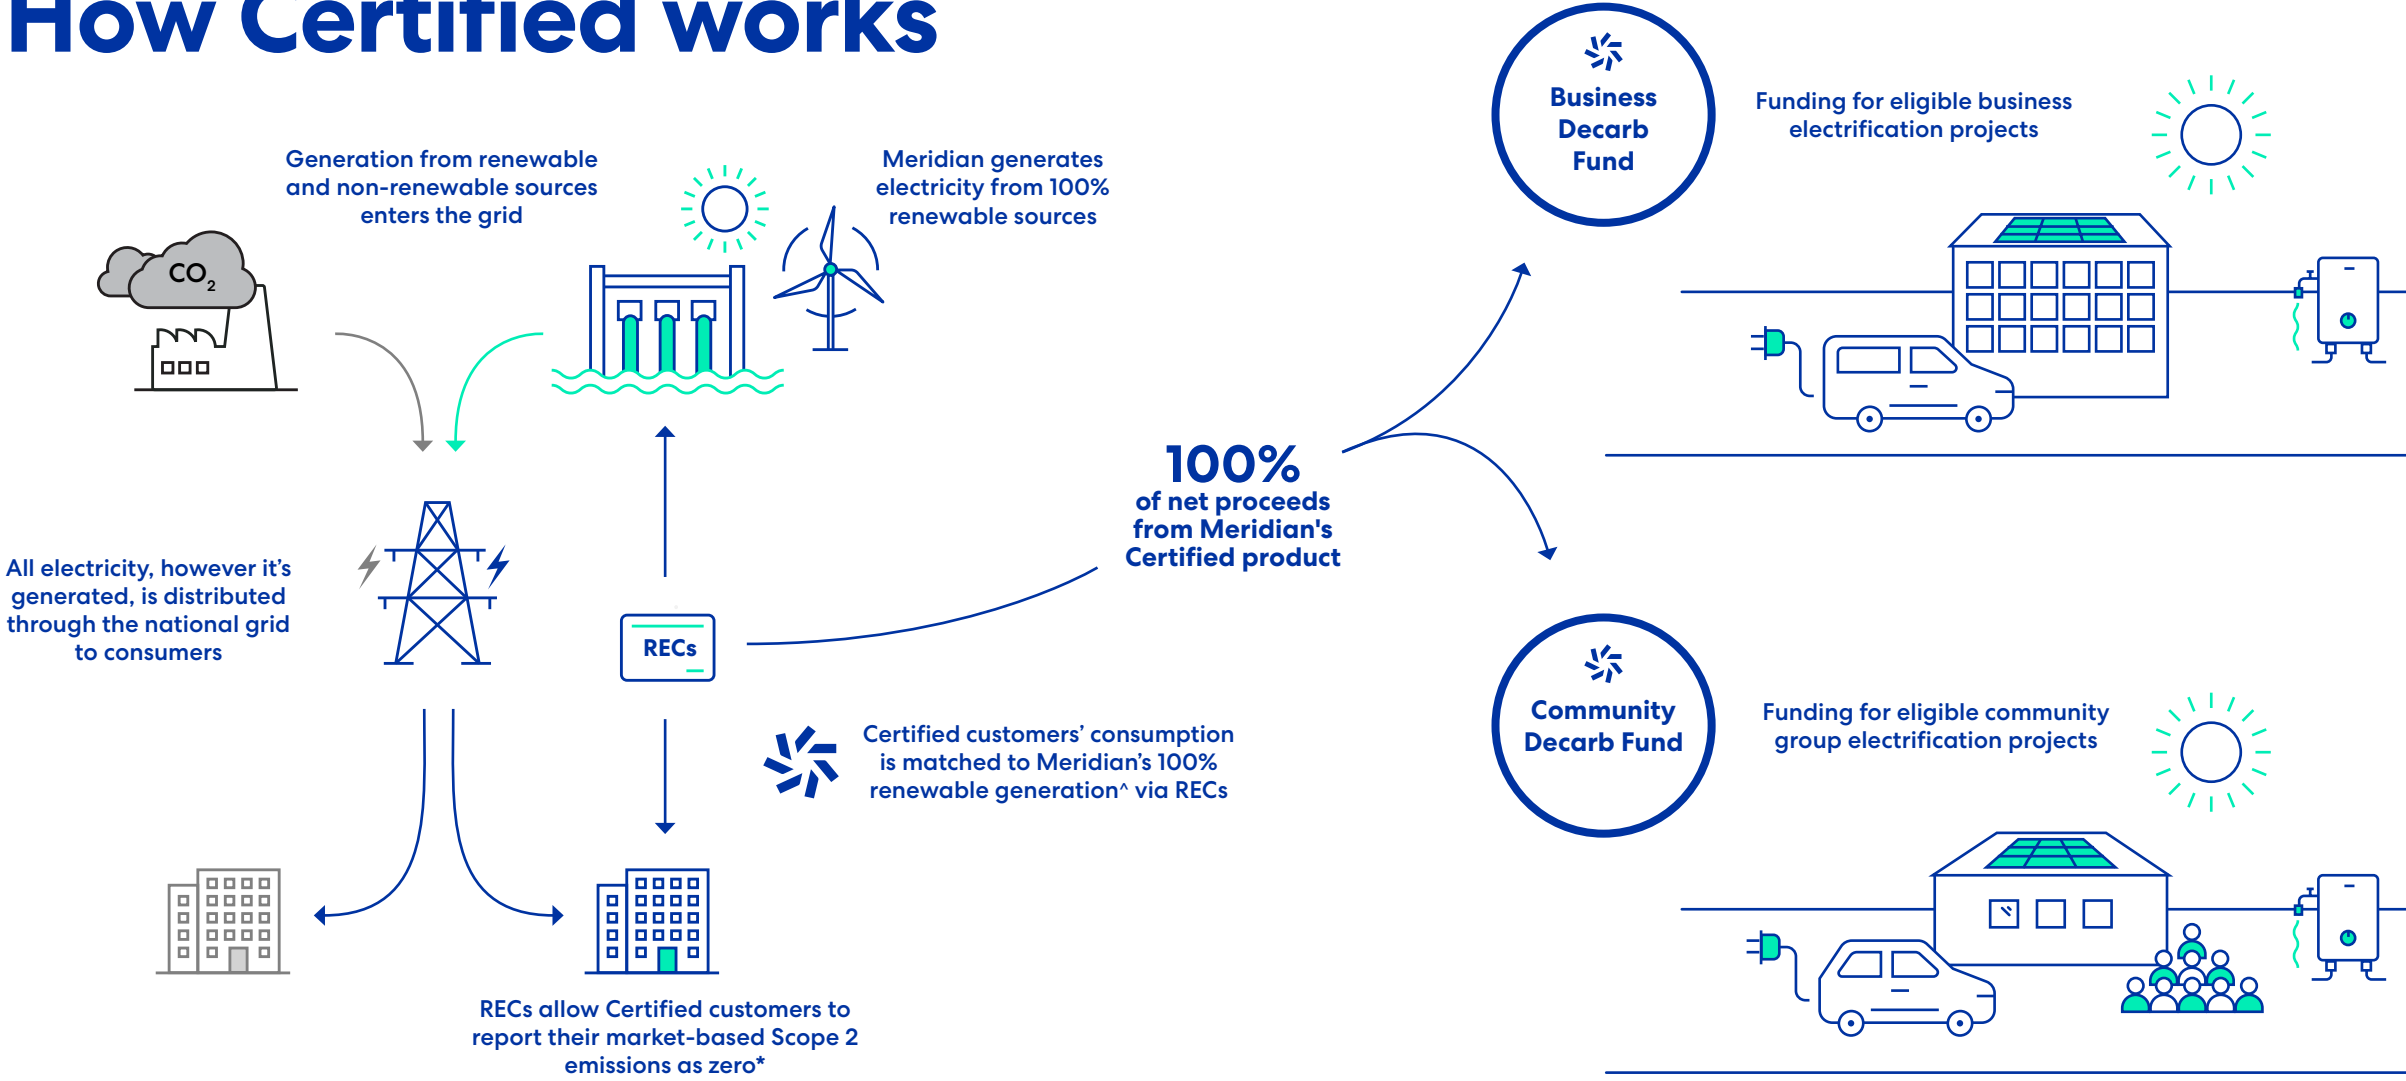 How Certified works
Generation from renewable
and non-renewable sources
enters the grid
Meridian generates
electricity from 100%
renewable sources
CO2
All electricity, however it’s
generated, is distributed
through the national grid
to consumers
RECs
Certified customers’ consumption
is matched to Meridian’s 100%
renewable generation^ via RECs
RECs allow Certified customers to
report their market-based Scope 2
emissions as zero*
100%
of net proceeds
from Meridian's
Certified product
Business
Decarb
Fund
Funding for eligible business
electrification projects
Community
Decarb Fund
Funding for eligible community
group electrification projects